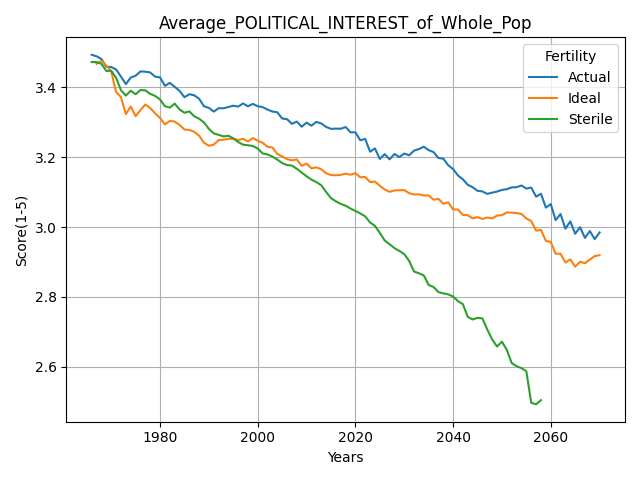 Average_POLITICAL_INTEREST_of_Whole_Pop
Fertility
Actual
Ideal
Sterile
Score(1-5)
3.4
3.2
3.0
2.8
2.6
1980
2000
2020
2040
2060
Years